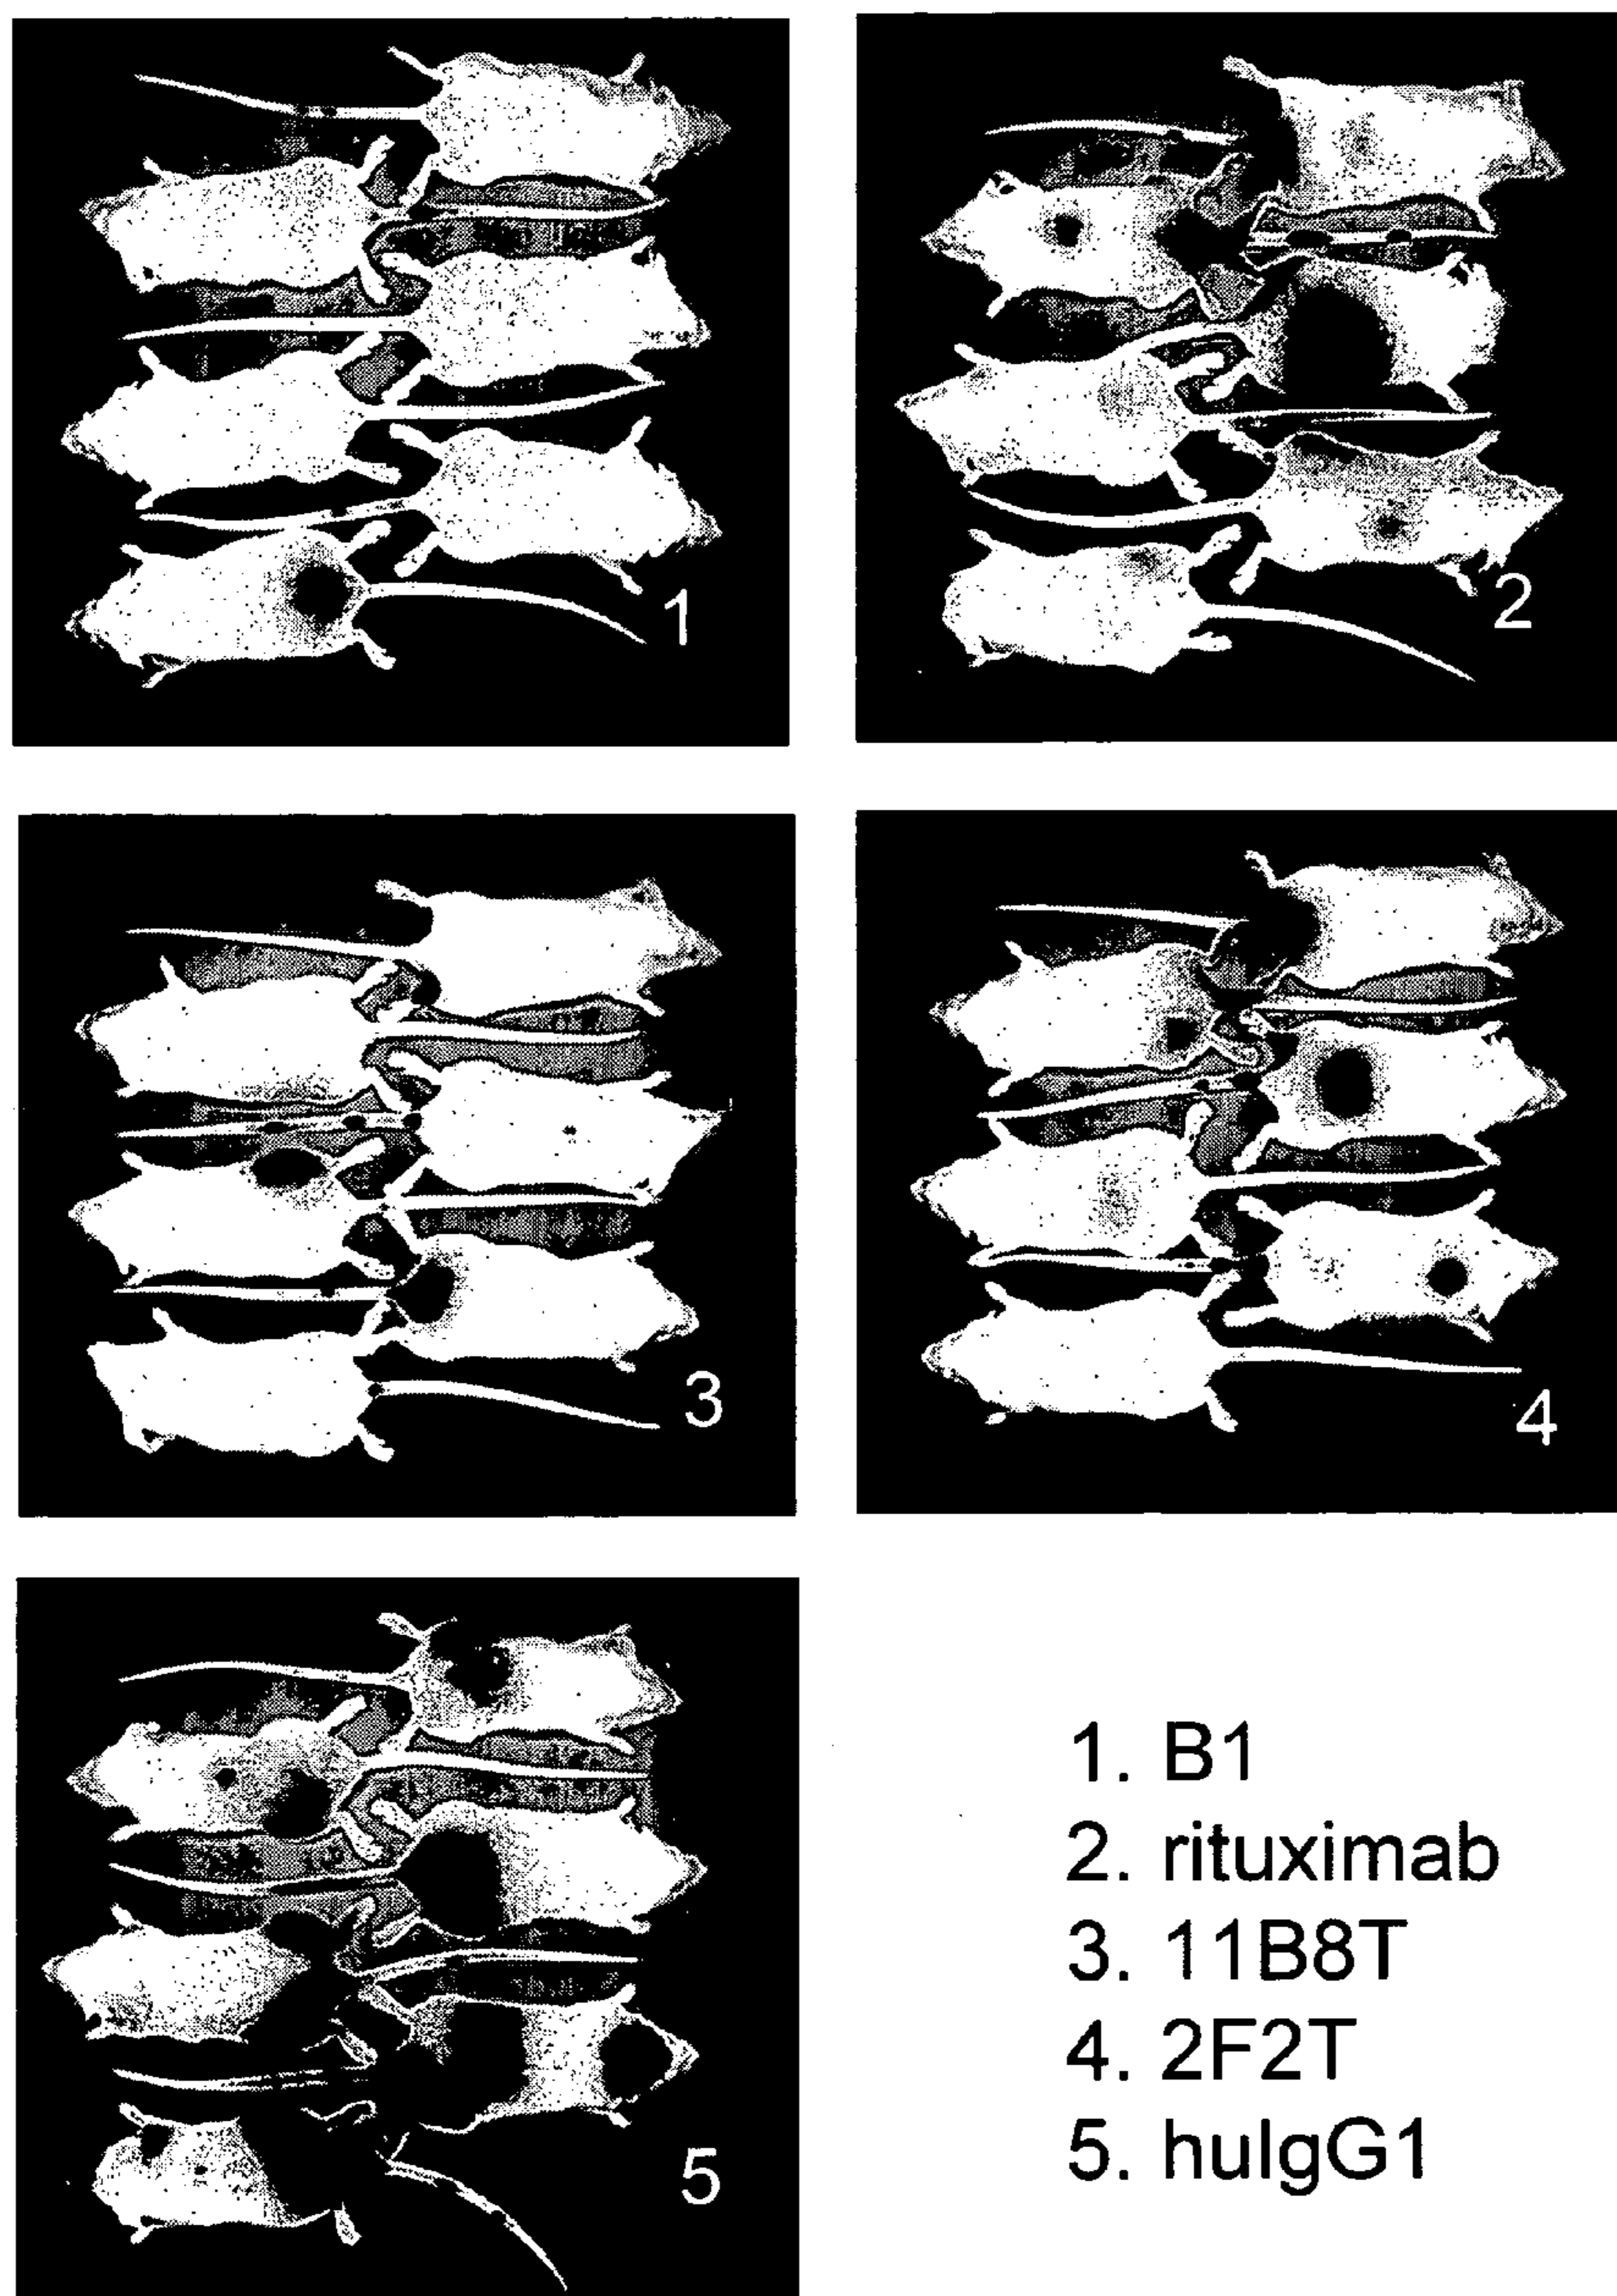 1
2
3
4
5
1. B1
2. rituximab
3. 11B8T
4. 2F2T
5. huIgG1